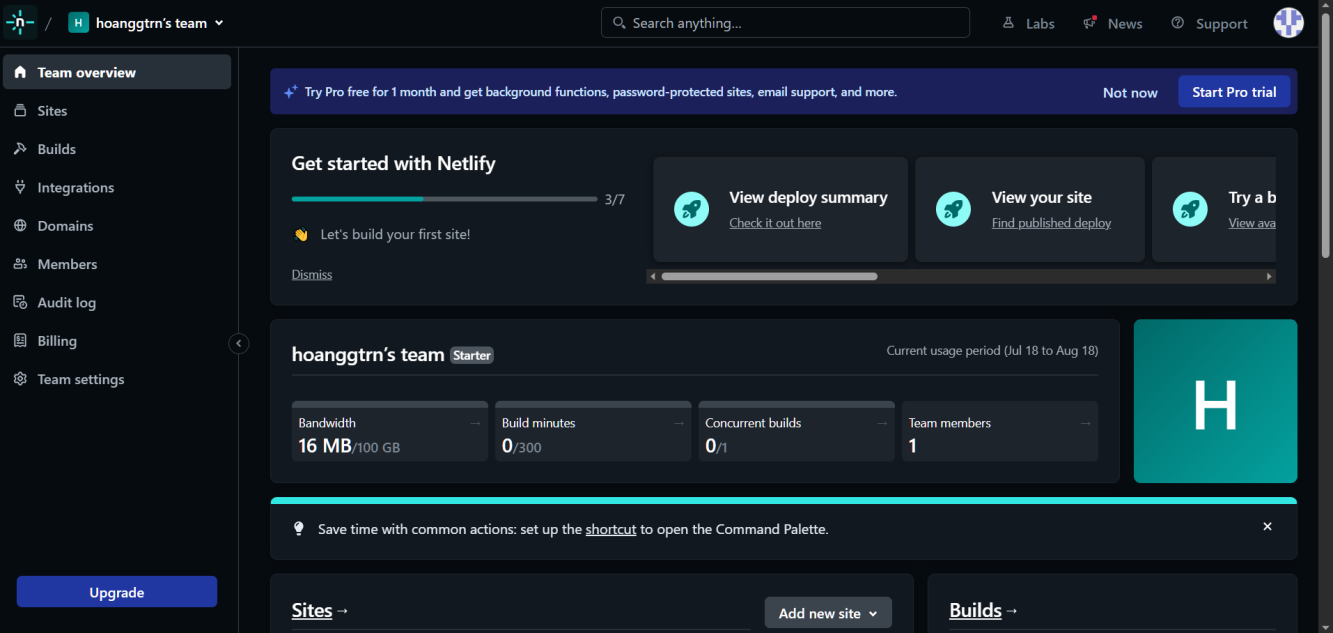 / H hoanggtrn's team
Search anything...
Labs
News
Support
Team overview
Sites
Builds
Integrations
Domains
Members
Audit log
Billing
Team settings
Upgrade
Try Pro free for 1 month and get background functions, password-protected sites, email support, and more.
Not now
Start Pro trial
Get started with Netlify
3/7
👋 Let's build your first site!
Dismiss
View deploy summary
Check it out here
View your site
Find published deploy
Try a b
View ava
hoanggtrn's team Starter
Current usage period (Jul 18 to Aug 18)
Bandwidth →
16 MB/100 GB
Build minutes →
0/300
Concurrent builds →
0/1
Team members →
1
H
Save time with common actions: set up the shortcut to open the Command Palette.
Sites →
Add new site
Builds →